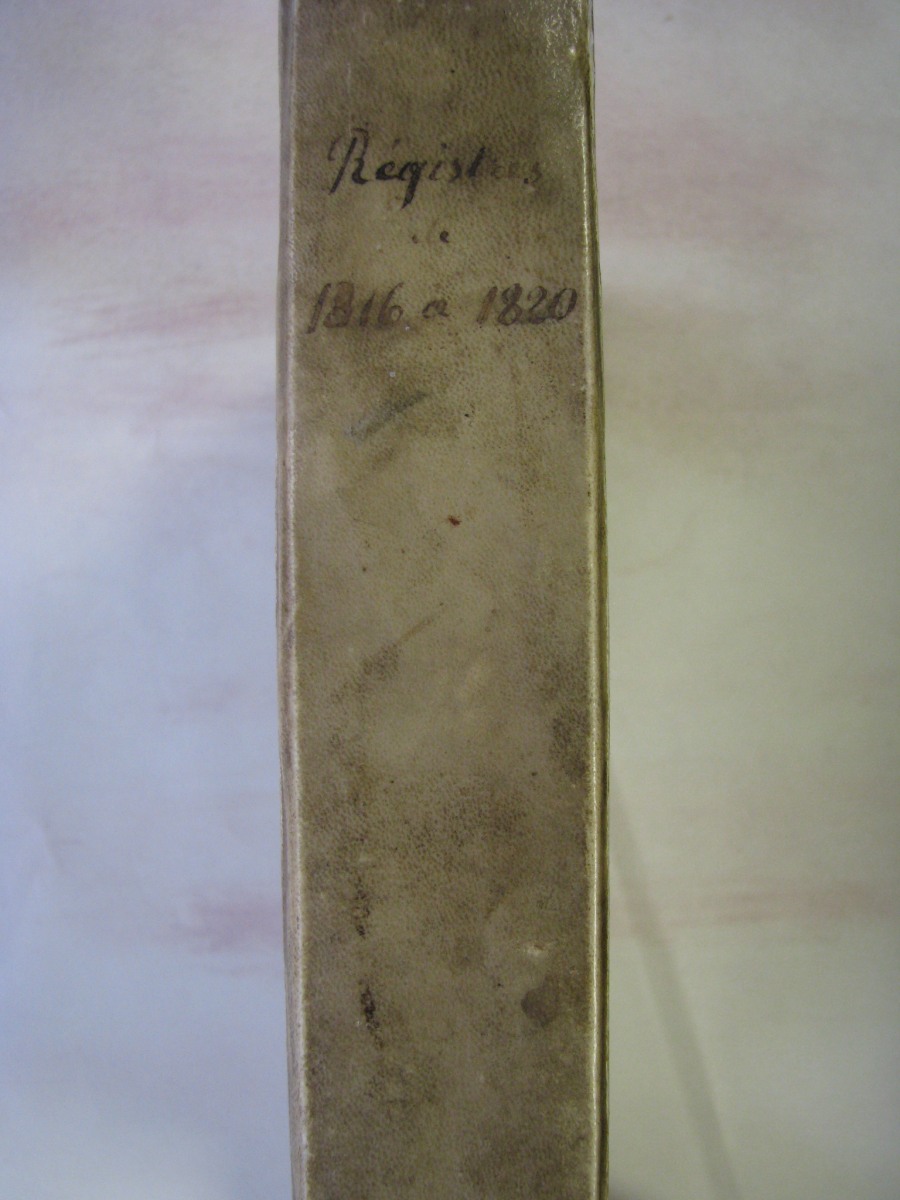 Régistres
de
1816 a 1820